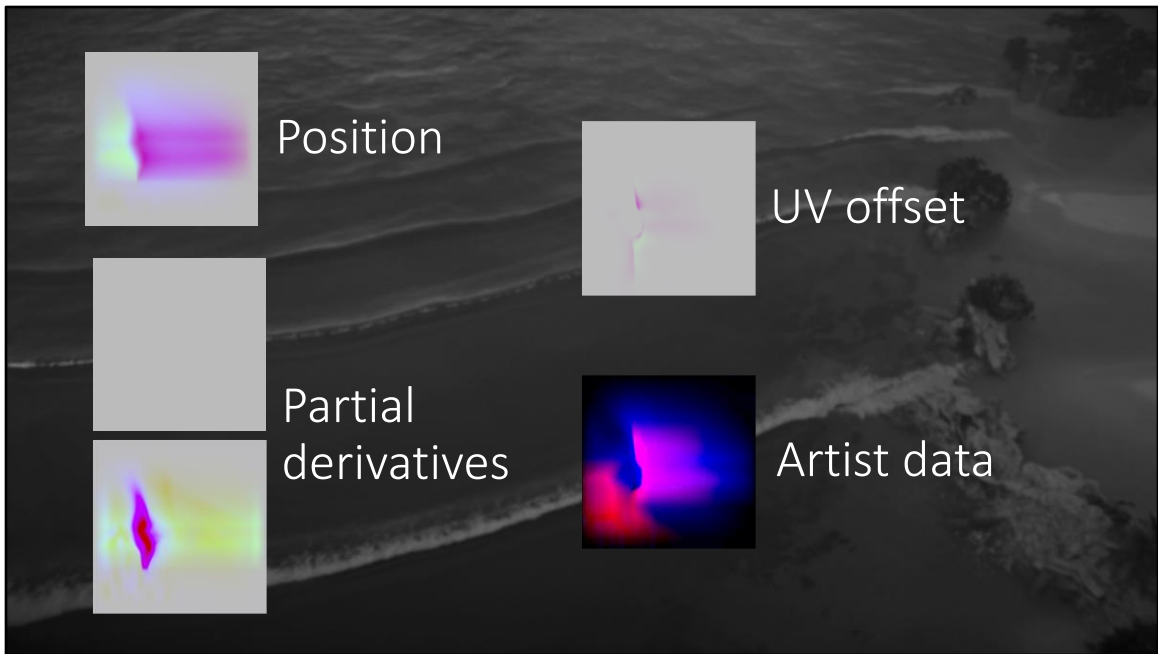 Position
UV offset
Partial
derivatives
Artist data